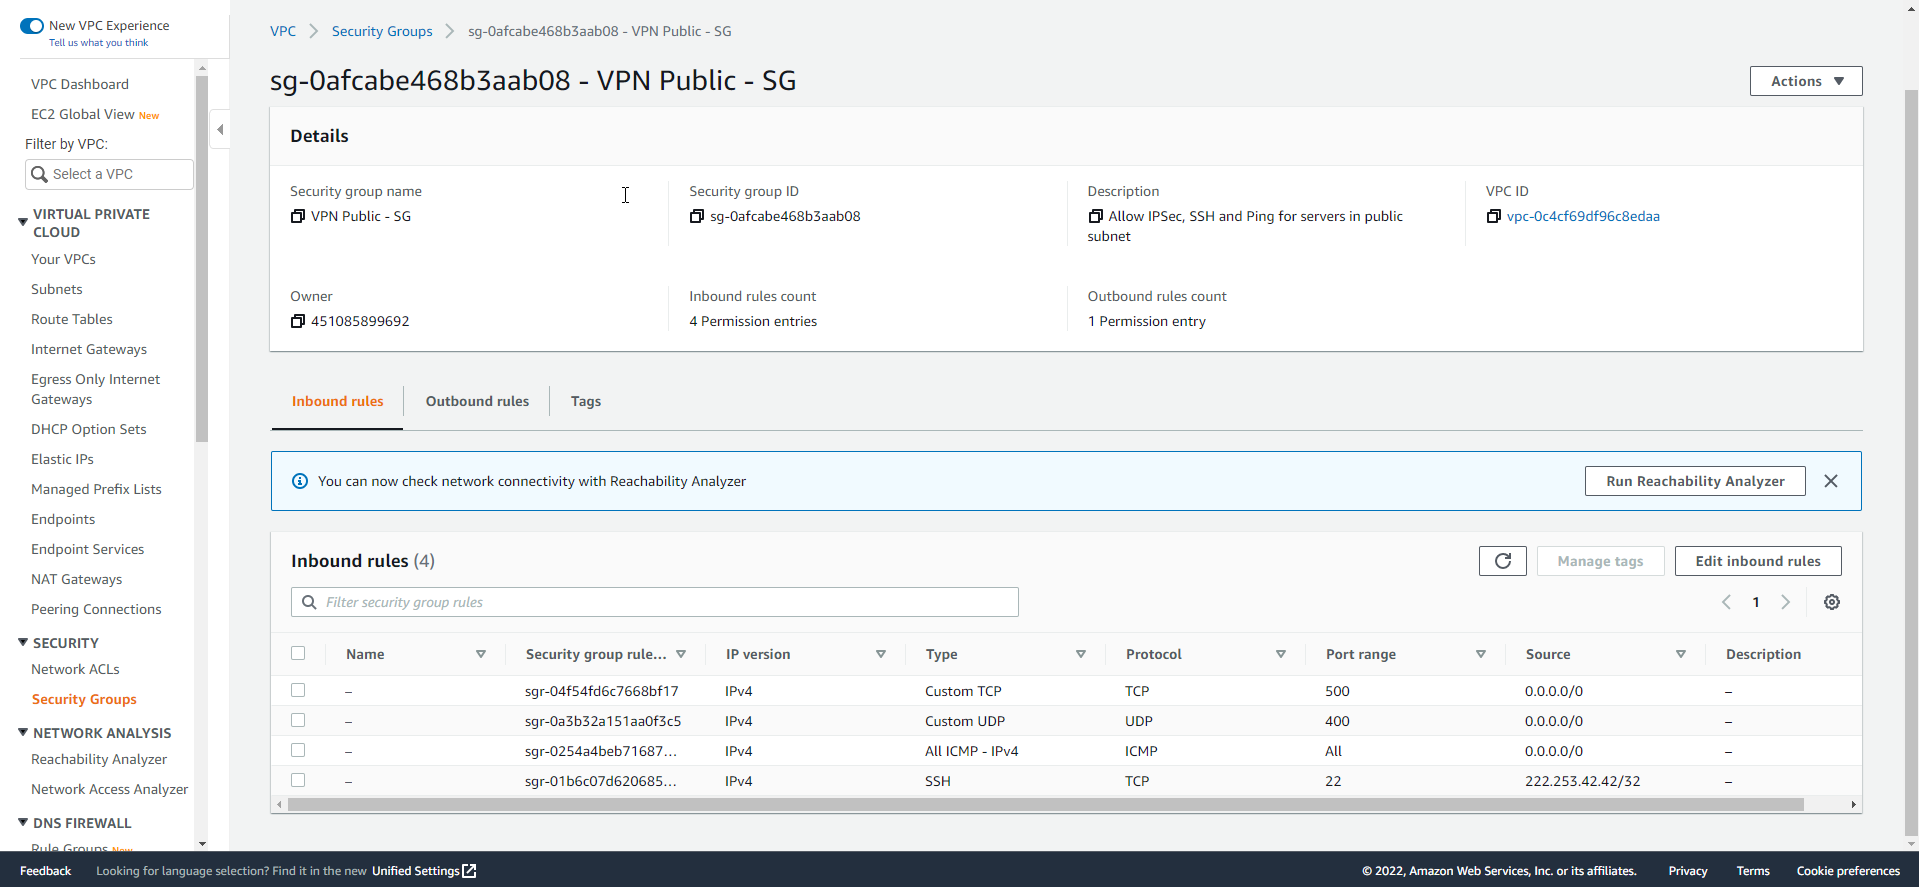 New VPC Experience
Tell us what you think
VPC Dashboard
EC2 Global View New
Filter by VPC:
Select a VPC
VIRTUAL PRIVATE
CLOUD
Your VPCs
Subnets
Route Tables
Internet Gateways
Egress Only Internet
Gateways
DHCP Option Sets
Elastic IPs
Managed Prefix Lists
Endpoints
Endpoint Services
NAT Gateways
Peering Connections
SECURITY
Network ACLs
Security Groups
NETWORK ANALYSIS
Reachability Analyzer
Network Access Analyzer
DNS FIREWALL
Rule Groups New
VPC > Security Groups > sg-0afcabe468b3aab08 - VPN Public - SG
sg-0afcabe468b3aab08 - VPN Public - SG
Actions
Details
Security group name
VPN Public - SG
Security group ID
sg-0afcabe468b3aab08
Description
Allow IPSec, SSH and Ping for servers in public
subnet
VPC ID
vpc-0c4cf69df96c8edaa
Owner
451085899692
Inbound rules count
4 Permission entries
Outbound rules count
1 Permission entry
Inbound rules Outbound rules Tags
You can now check network connectivity with Reachability Analyzer
Run Reachability Analyzer
Inbound rules (4)
Manage tags
Edit inbound rules
Filter security group rules
1
Name Security group rule... IP version Type Protocol Port range Source Description
– sgr-04f54fd6c7668bf17 IPv4 Custom TCP TCP 500 0.0.0.0/0 –
– sgr-0a3b32a151aa0f3c5 IPv4 Custom UDP UDP 400 0.0.0.0/0 –
– sgr-0254a4beb71687... IPv4 All ICMP - IPv4 ICMP All 0.0.0.0/0 –
– sgr-01b6c07d620685... IPv4 SSH TCP 22 222.253.42.42/32 –
Feedback Looking for language selection? Find it in the new Unified Settings
© 2022, Amazon Web Services, Inc. or its affiliates. Privacy Terms Cookie preferences